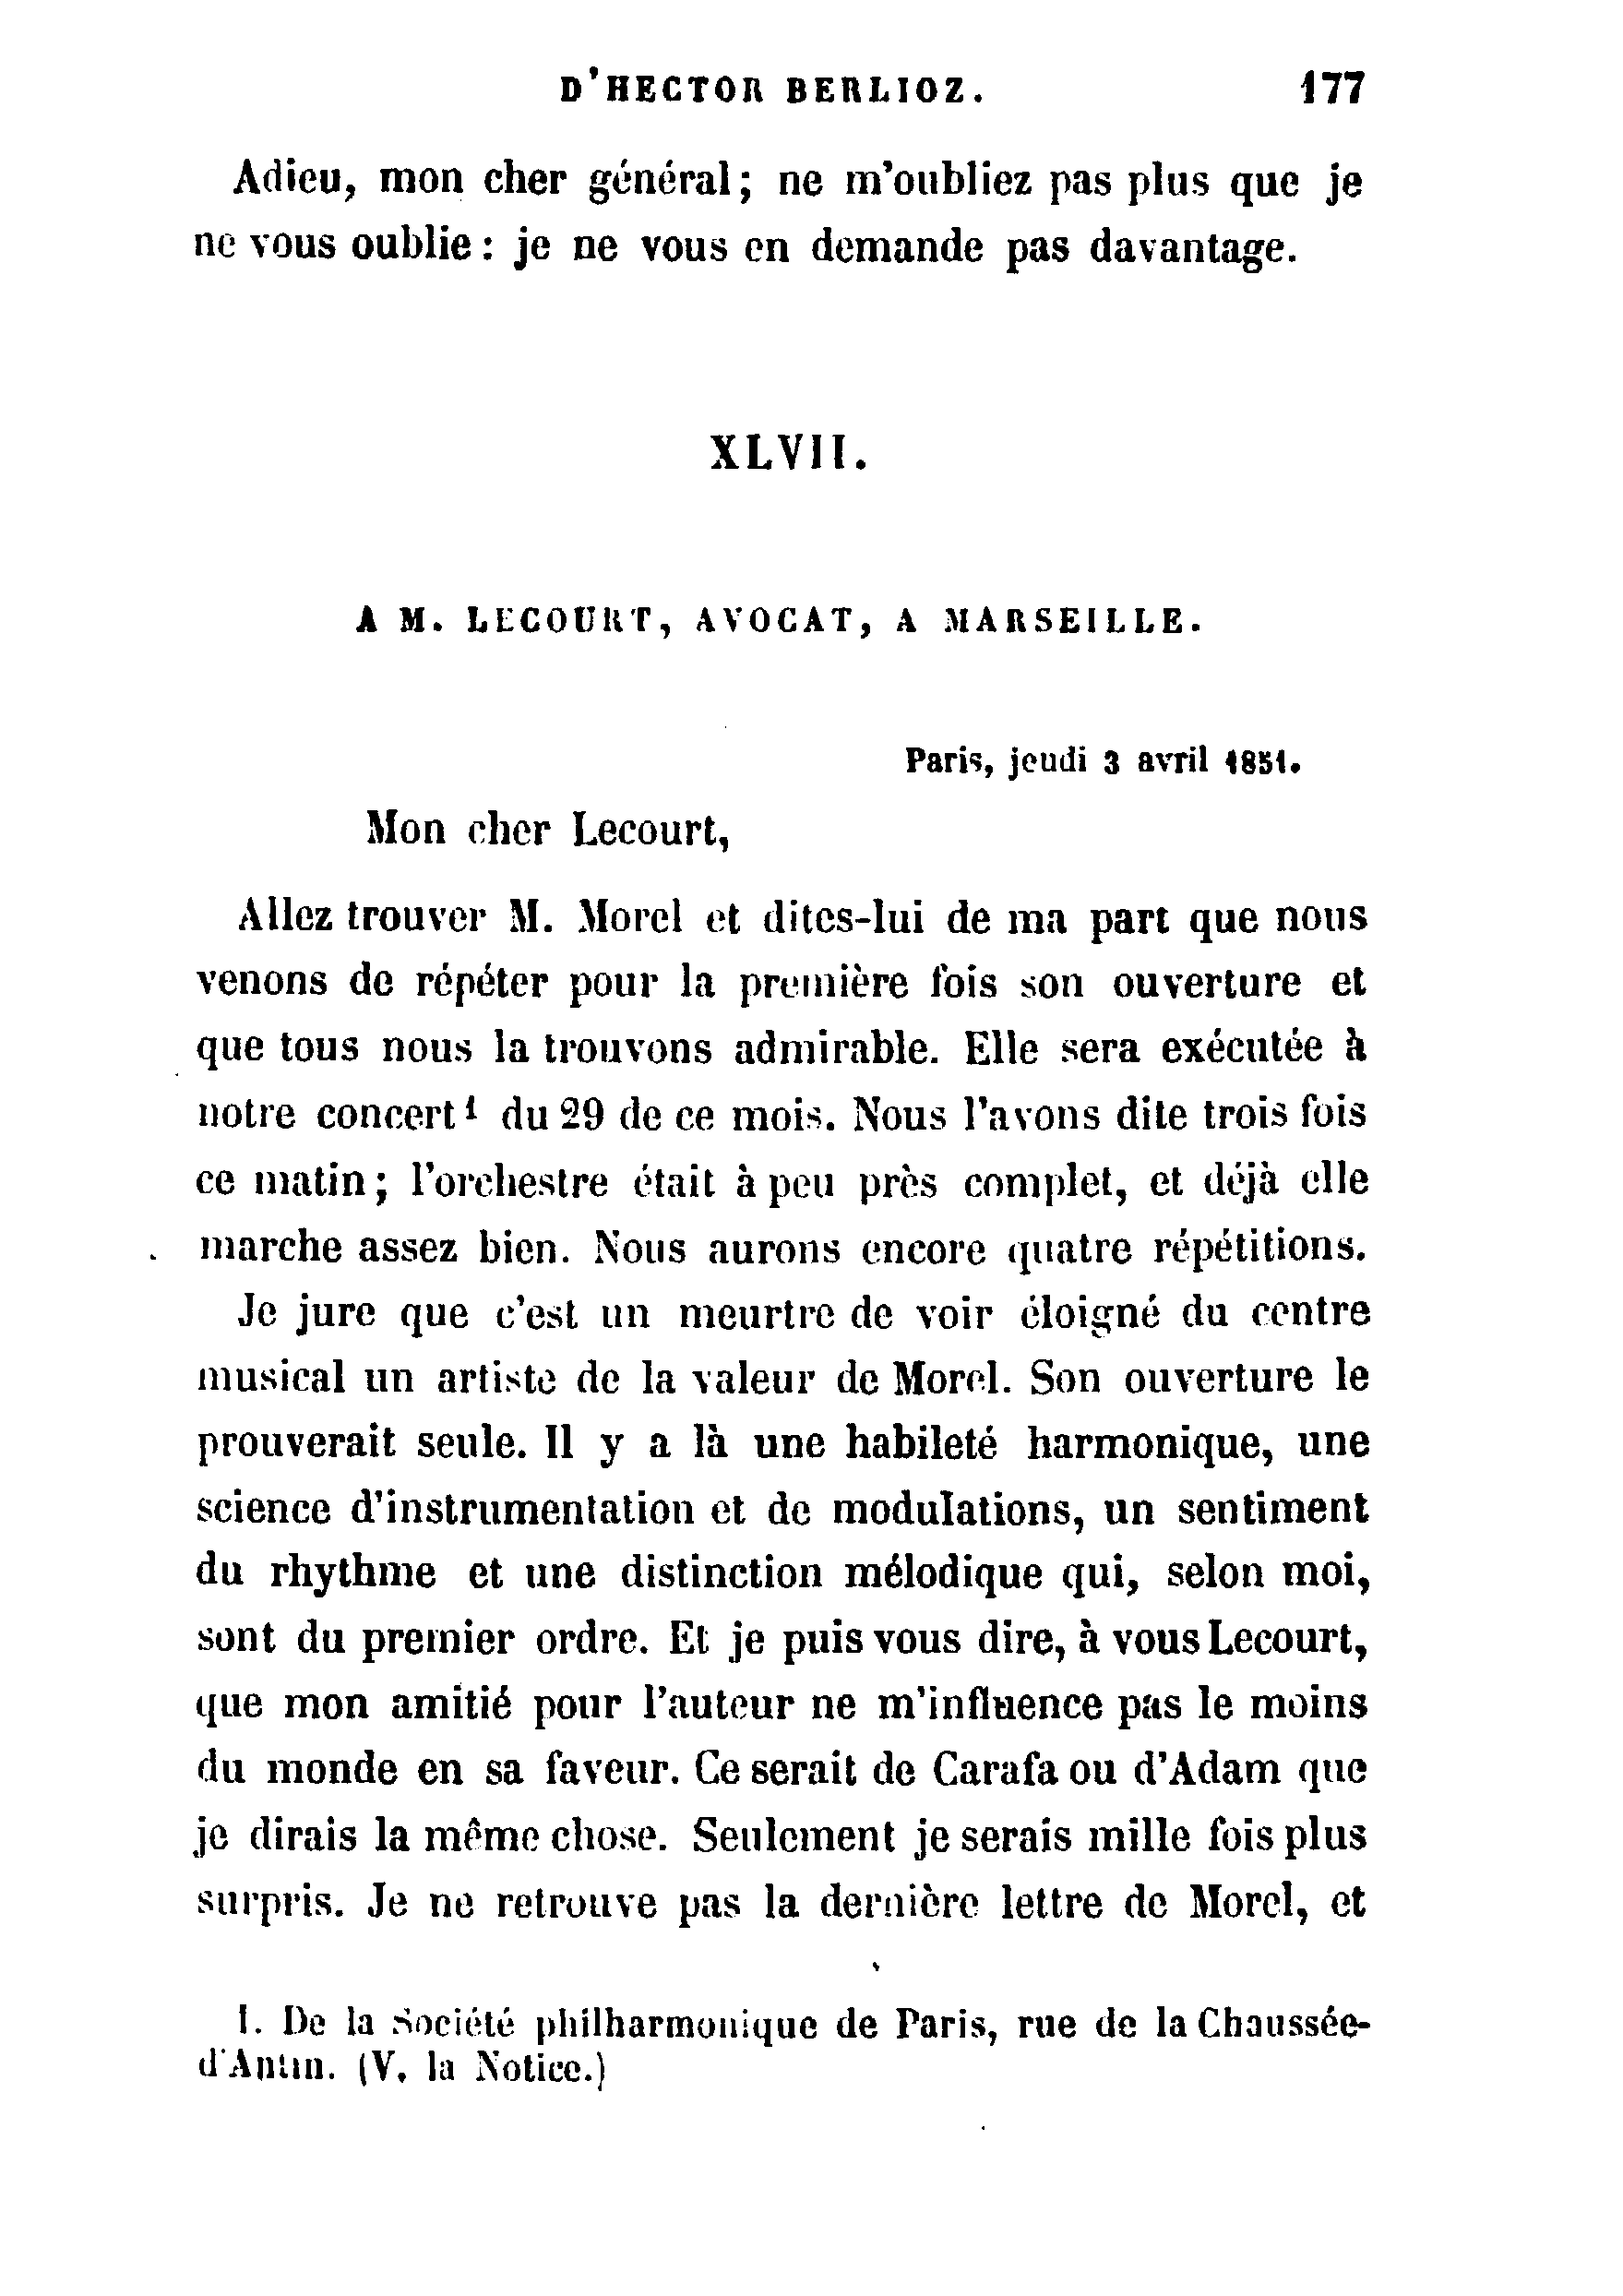 D'HECTOR BERLIOZ. 177
Adieu, mon cher général; ne m'oubliez pas plus que je
ne vous oublie : je ne vous en demande pas davantage.
XLVII.
A M. LECOURT, AVOCAT, A MARSEILLE.
Paris, jeudi 3 avril 1851.
Mon cher Lecourt,
Allez trouver M. Morel et dites-lui de ma part que nous
venons de répéter pour la première fois son ouverture et
que tous nous la trouvons admirable. Elle sera exécutée à
notre concert¹ du 29 de ce mois. Nous l'avons dite trois fois
ce matin; l'orchestre était à peu près complet, et déjà elle
marche assez bien. Nous aurons encore quatre répétitions.
Je jure que c'est un meurtre de voir éloigné du centre
musical un artiste de la valeur de Morel. Son ouverture le
prouverait seule. Il y a là une habileté harmonique, une
science d'instrumentation et de modulations, un sentiment
du rhythme et une distinction mélodique qui, selon moi,
sont du premier ordre. Et je puis vous dire, à vous Lecourt,
que mon amitié pour l'auteur ne m'influence pas le moins
du monde en sa faveur. Ce serait de Carafa ou d'Adam que
je dirais la même chose. Seulement je serais mille fois plus
surpris. Je ne retrouve pas la dernière lettre de Morel, et
1. De la Société philharmonique de Paris, rue de la Chaussée-
d'Antin. (V. la Notice.)